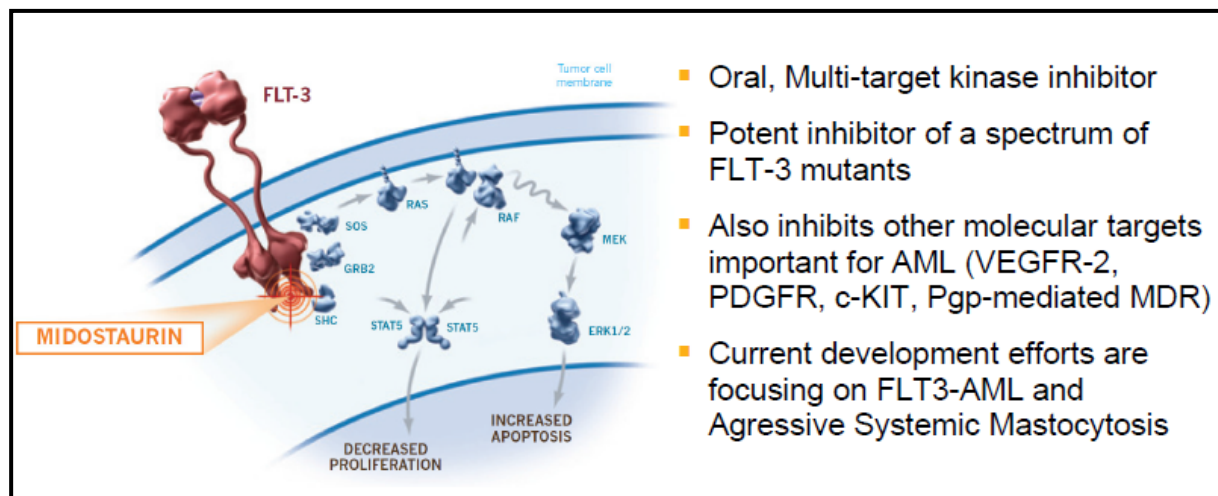 FLT-3
Tumor cell
membrane
SOS
RAS
RAF
MEK
GRB2
SHC
STAT5
STAT5
ERK1/2
MIDOSTAURIN
DECREASED
PROLIFERATION
INCREASED
APOPTOSIS
Oral, Multi-target kinase inhibitor
Potent inhibitor of a spectrum of
FLT-3 mutants
Also inhibits other molecular targets
important for AML (VEGFR-2,
PDGFR, c-KIT, Pgp-mediated MDR)
Current development efforts are
focusing on FLT3-AML and
Agressive Systemic Mastocytosis